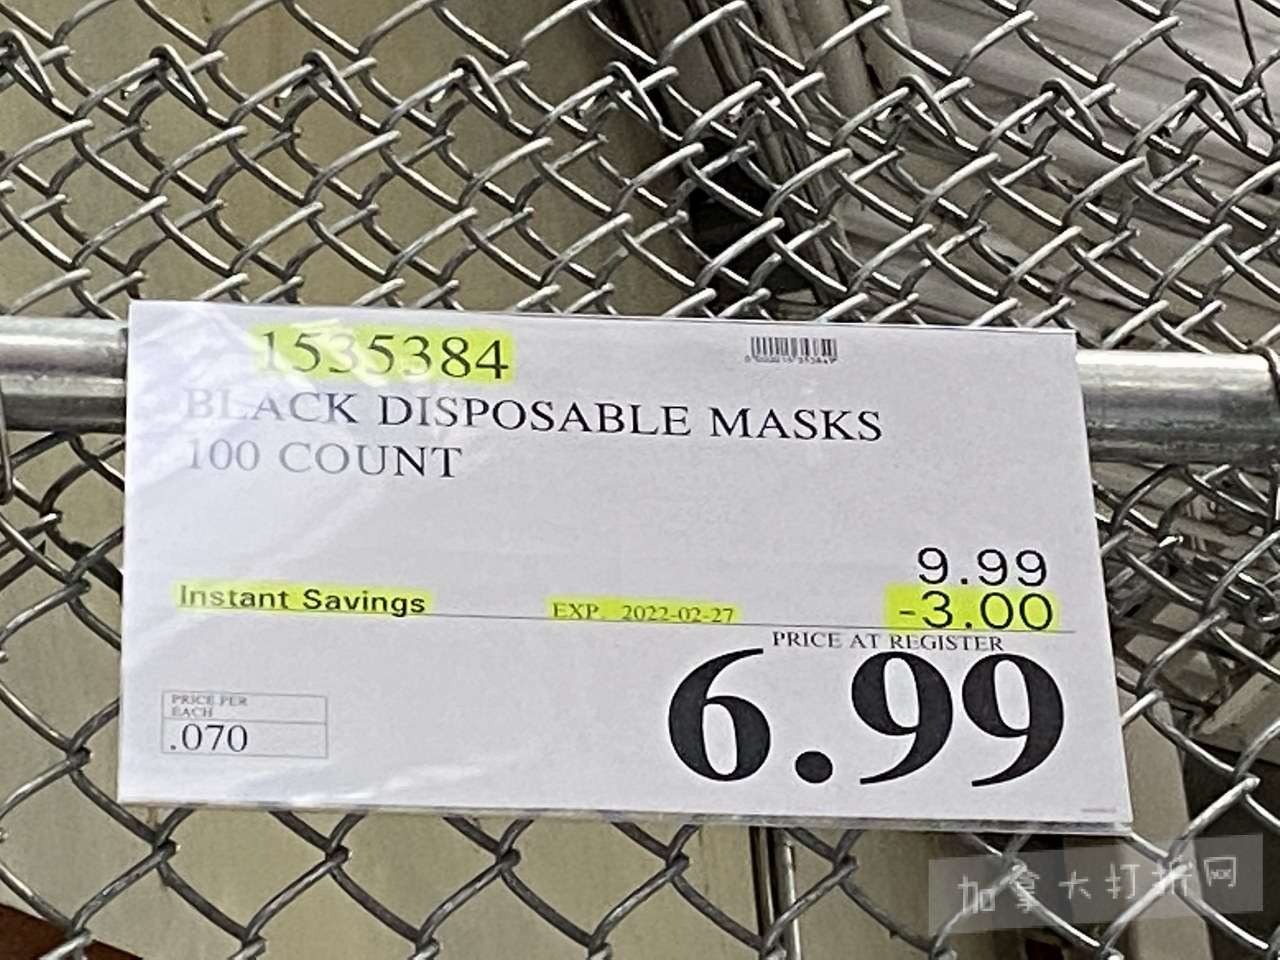 1535384
BLACK DISPOSABLE MASKS
100 COUNT
9.99
Instant Savings EXP. 2022-02-27 -3.00
PRICE AT REGISTER
6.99
PRICE PER
EACH
.070
加拿大打折网